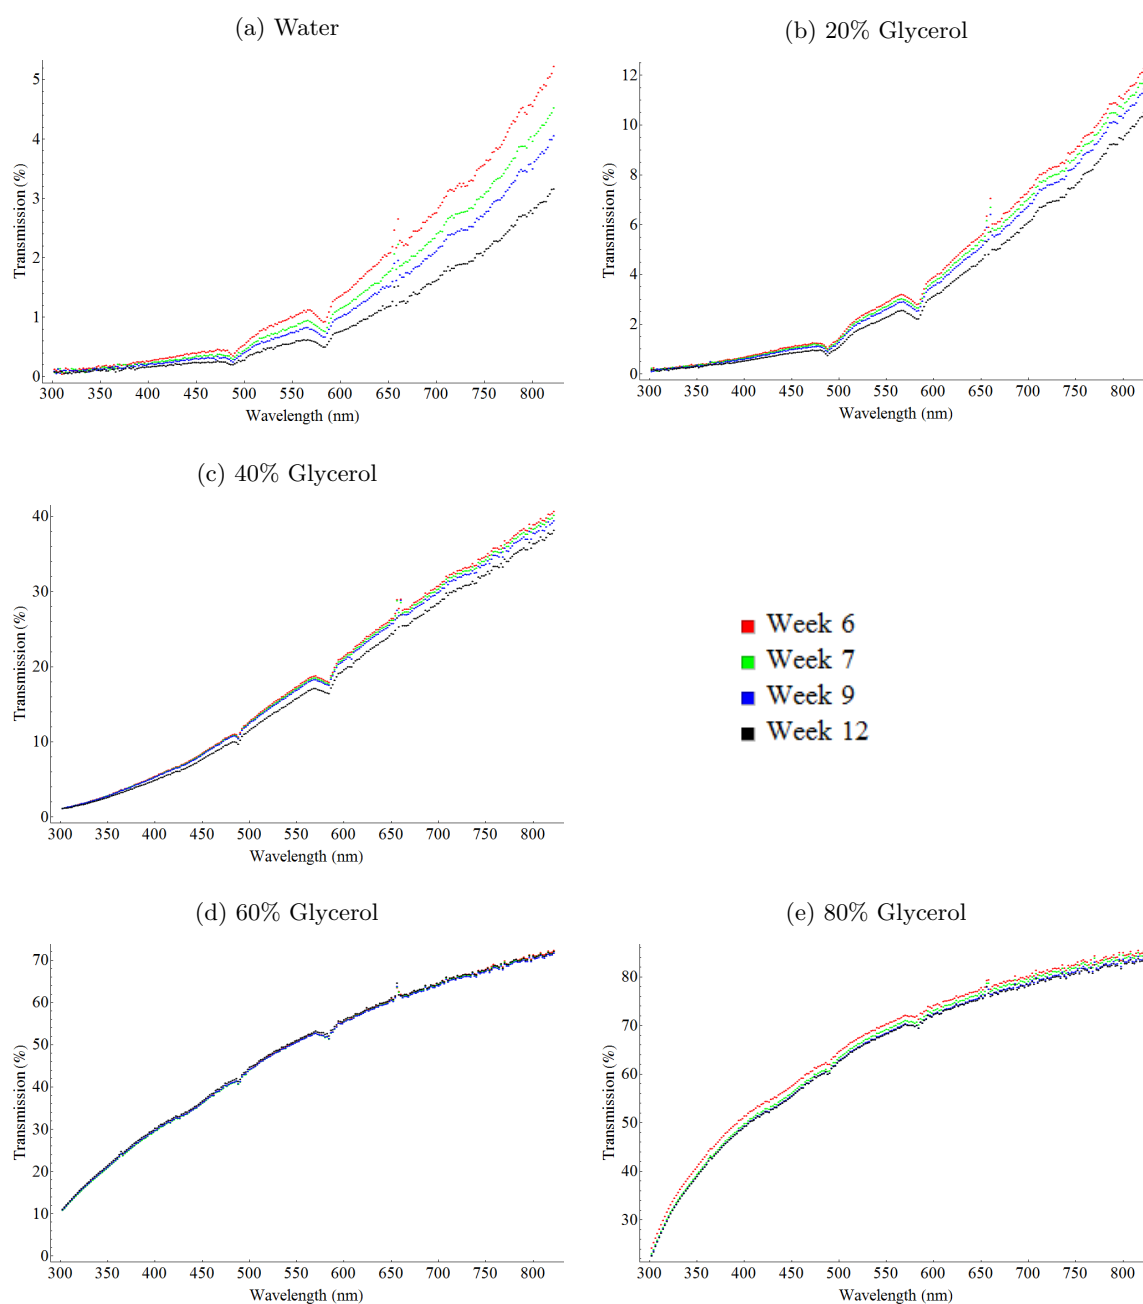 (a) Water
5
4
3
2
1
0
Transmission (%)
300 350 400 450 500 550 600 650 700 750 800
Wavelength (nm)
(b) 20% Glycerol
12
10
8
6
4
2
0
Transmission (%)
300 350 400 450 500 550 600 650 700 750 800
Wavelength (nm)
(c) 40% Glycerol
40
30
20
10
0
Transmission (%)
300 350 400 450 500 550 600 650 700 750 800
Wavelength (nm)
Week 6
Week 7
Week 9
Week 12
(d) 60% Glycerol
70
60
50
40
30
20
10
0
Transmission (%)
300 350 400 450 500 550 600 650 700 750 800
Wavelength (nm)
(e) 80% Glycerol
80
70
60
50
40
30
Transmission (%)
300 350 400 450 500 550 600 650 700 750 800
Wavelength (nm)